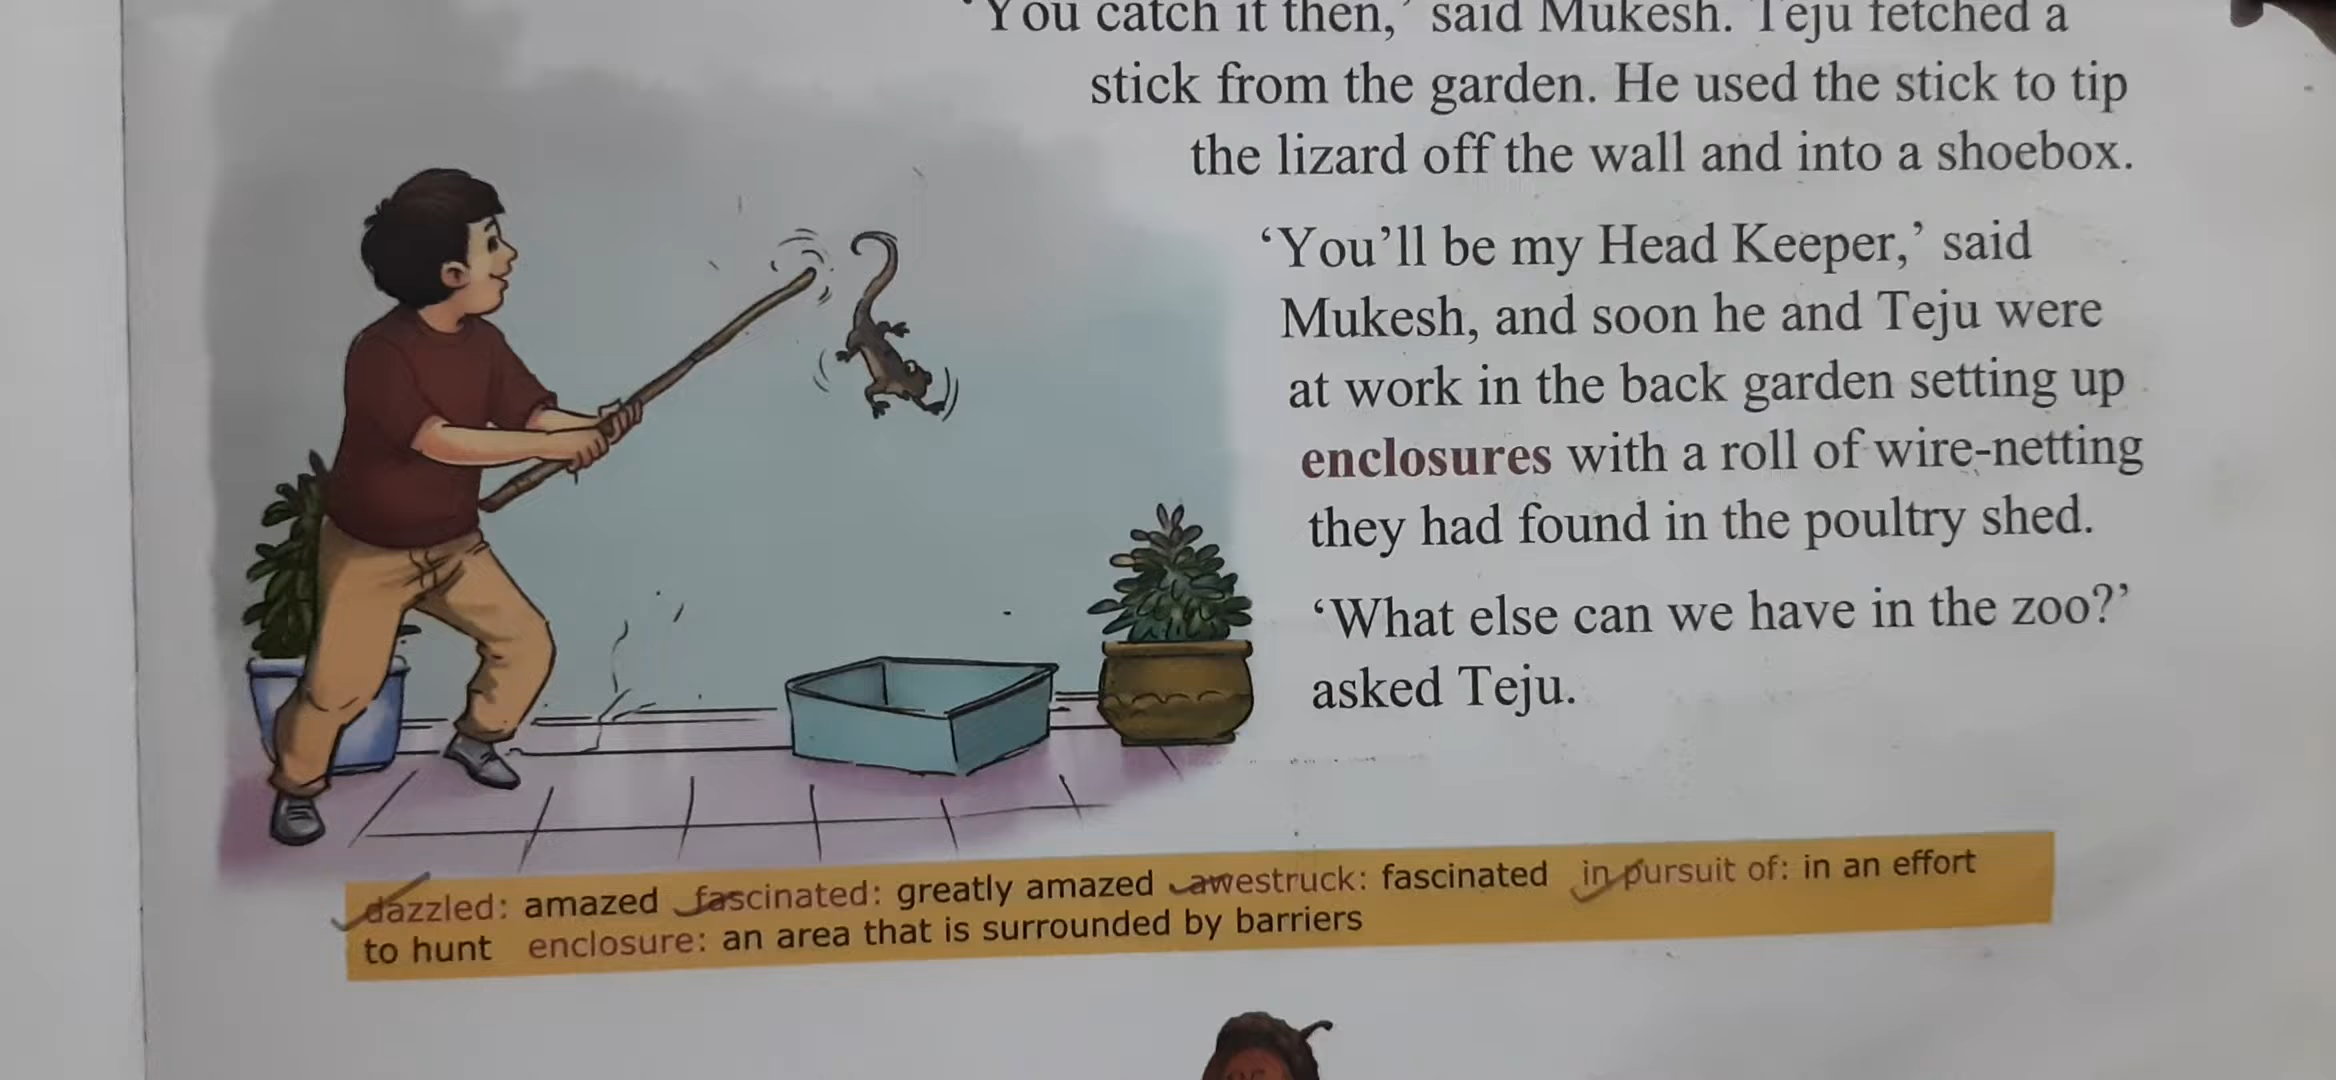 'You catch it then,' said Mukesh. Teju fetched a
stick from the garden. He used the stick to tip
the lizard off the wall and into a shoebox.
‘You’ll be my Head Keeper,’ said
Mukesh, and soon he and Teju were
at work in the back garden setting up
enclosures with a roll of wire-netting
they had found in the poultry shed.
‘What else can we have in the zoo?’
asked Teju.
dazzled: amazed fascinated: greatly amazed awestruck: fascinated in pursuit of: in an effort
to hunt enclosure: an area that is surrounded by barriers